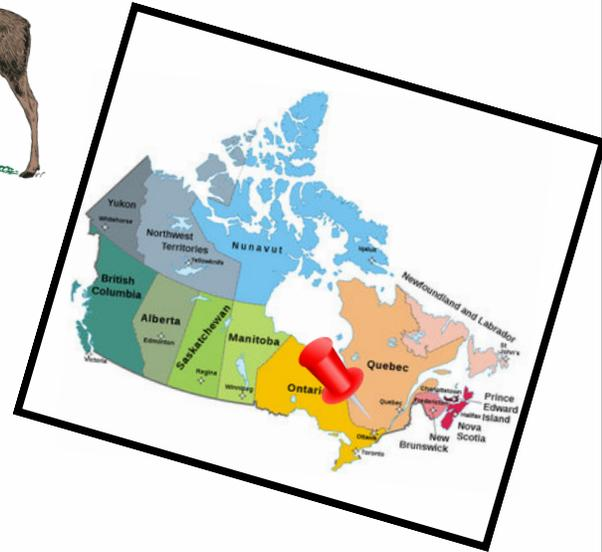 Yukon
Whitehorse
Northwest
Territories
Yellowknife
Nunavut
Iqaluit
British
Columbia
Victoria
Alberta
Edmonton
Saskatchewan
Regina
Manitoba
Winnipeg
Quebec
Quebec
Ottawa
Toronto
Newfoundland and Labrador
St
John's
Charlottetown
Fredericton
Halifax
Prince
Edward
Island
Nova
Scotia
New
Brunswick